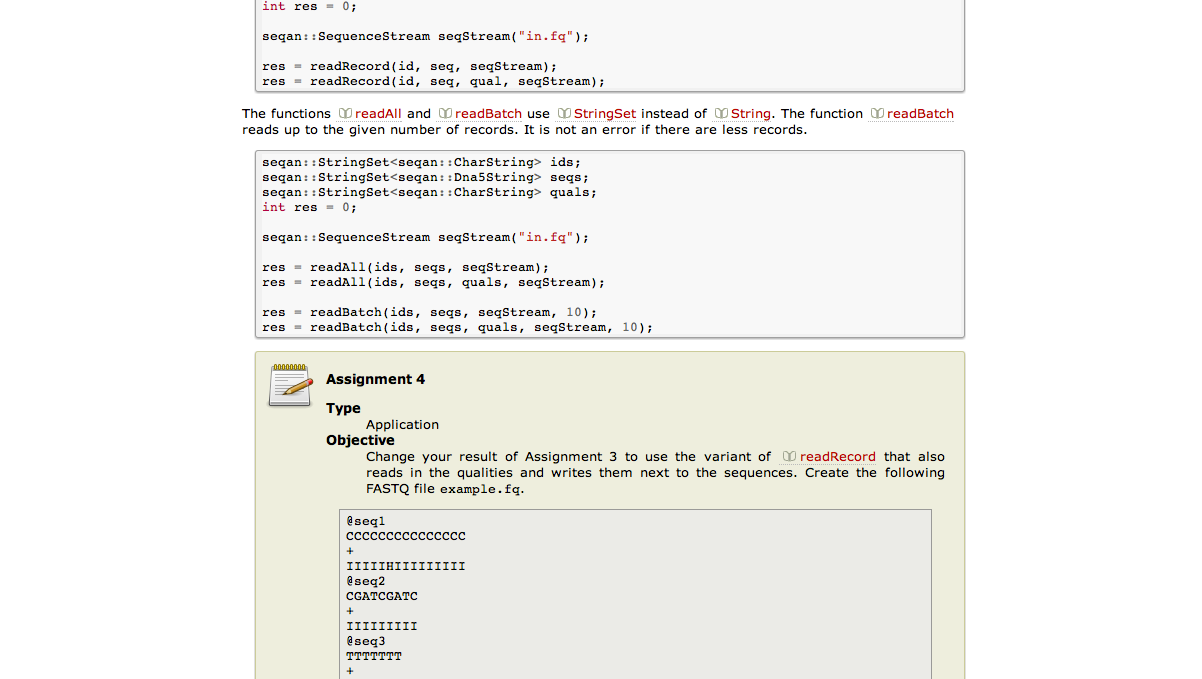 int res = 0;
seqan::SequenceStream seqStream("in.fq");
res = readRecord(id, seq, seqStream);
res = readRecord(id, seq, qual, seqStream);
The functions readAll and readBatch use StringSet instead of String. The function readBatch
reads up to the given number of records. It is not an error if there are less records.
seqan::StringSet<seqan::CharString> ids;
seqan::StringSet<seqan::Dna5String> seqs;
seqan::StringSet<seqan::CharString> quals;
int res = 0;
seqan::SequenceStream seqStream("in.fq");
res = readAll(ids, seqs, seqStream);
res = readAll(ids, seqs, quals, seqStream);
res = readBatch(ids, seqs, seqStream, 10);
res = readBatch(ids, seqs, quals, seqStream, 10);
Assignment 4
Type
Application
Objective
Change your result of Assignment 3 to use the variant of readRecord that also
reads in the qualities and writes them next to the sequences. Create the following
FASTQ file example.fq.
@seq1
CCCCCCCCCCCCCCC
+
IIIIIHIIIIIIIII
@seq2
CGATCGATC
+
IIIIIIIII
@seq3
TTTTTTT
+